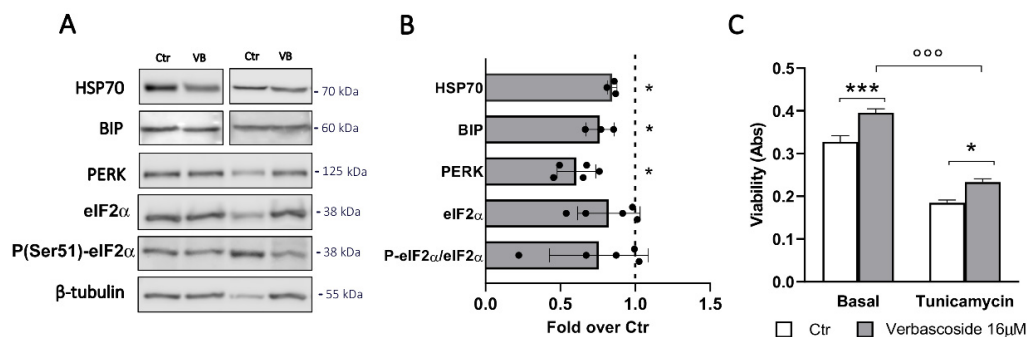 A
Ctr VB Ctr VB
HSP70 - 70 kDa
BIP - 60 kDa
PERK - 125 kDa
eIF2α - 38 kDa
P(Ser51)-eIF2α - 38 kDa
β-tubulin - 55 kDa
B
HSP70 *
BIP *
PERK *
eIF2α
P-eIF2α/eIF2α
0.0 0.5 1.0 1.5
Fold over Ctr
C
°°°
0.5
0.4
0.3
0.2
0.1
0.0
***
*
Viability (Abs)
Basal Tunicamycin
Ctr Verbascoside 16μM